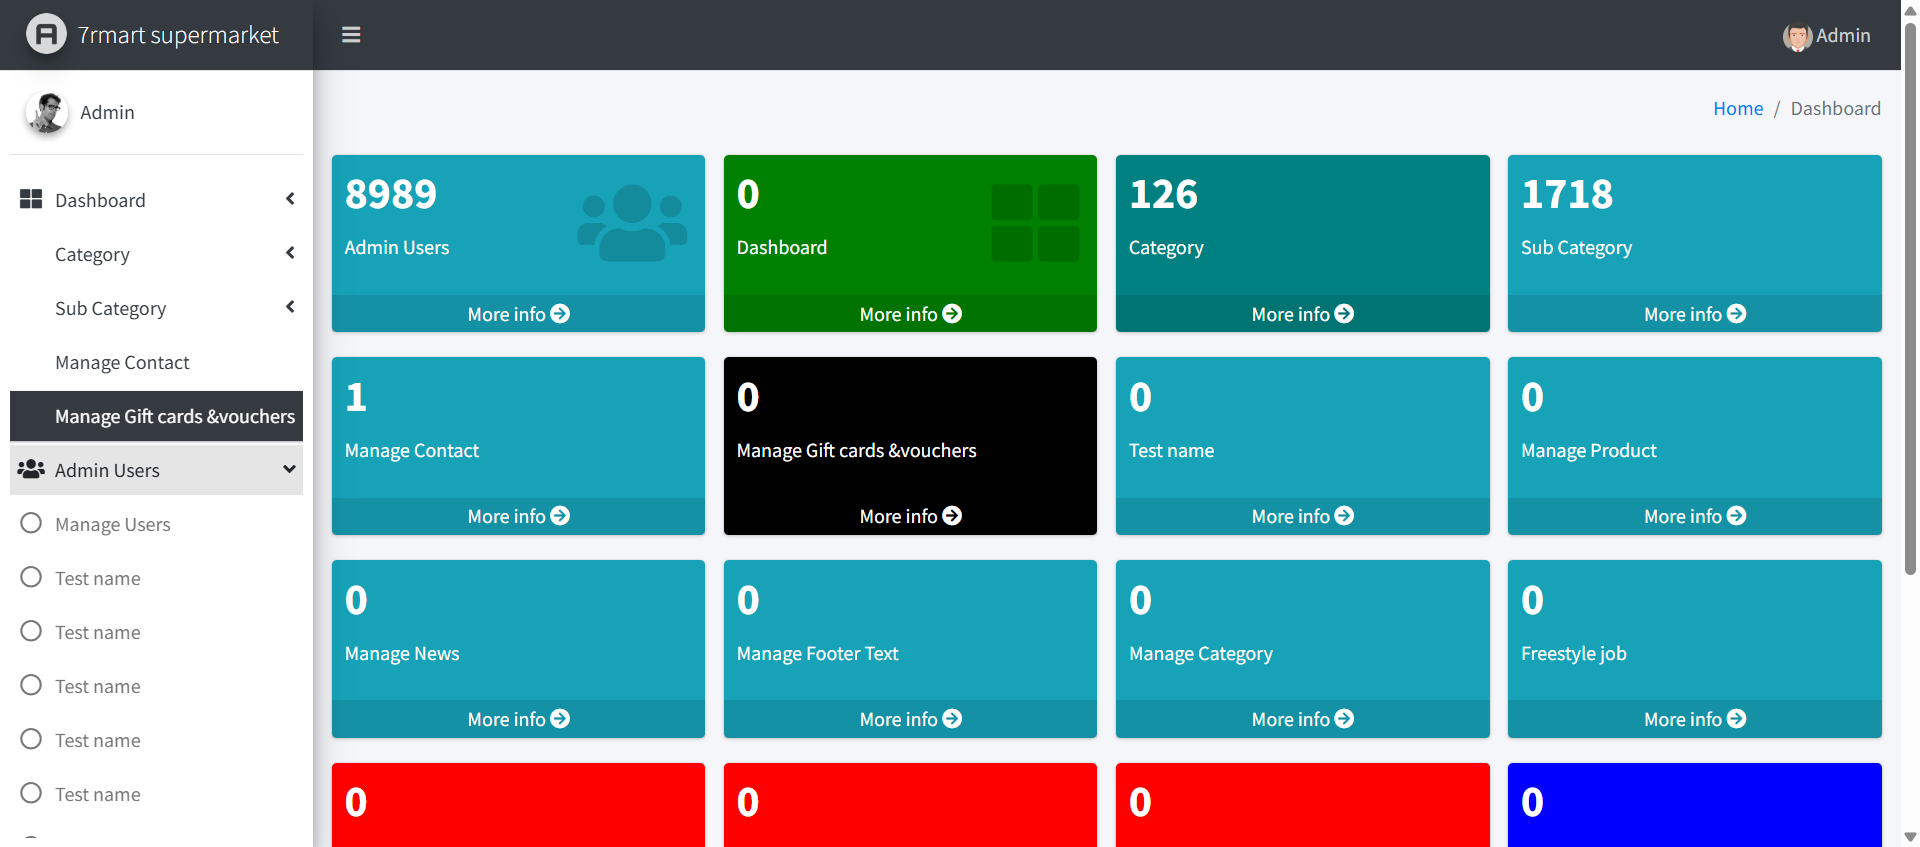 7rmart supermarket
Admin
Admin
Home / Dashboard
Dashboard
Category
Sub Category
Manage Contact
Manage Gift cards &vouchers
Admin Users
Manage Users
Test name
Test name
Test name
Test name
Test name
8989
Admin Users
More info
0
Dashboard
More info
126
Category
More info
1718
Sub Category
More info
1
Manage Contact
More info
0
Manage Gift cards &vouchers
More info
0
Test name
More info
0
Manage Product
More info
0
Manage News
More info
0
Manage Footer Text
More info
0
Manage Category
More info
0
Freestyle job
More info
0
0
0
0